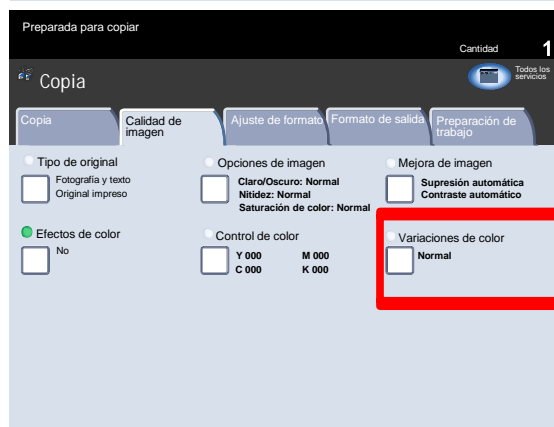 Preparada para copiar
Cantidad 1
Copia
Todos los
servicios
Copia
Calidad de
imagen
Ajuste de formato
Formato de salida
Preparación de
trabajo
Tipo de original
Fotografía y texto
Original impreso
Opciones de imagen
Claro/Oscuro: Normal
Nitidez: Normal
Saturación de color: Normal
Mejora de imagen
Supresión automática
Contraste automático
Efectos de color
No
Control de color
Y 000 M 000
C 000 K 000
Variaciones de color
Normal